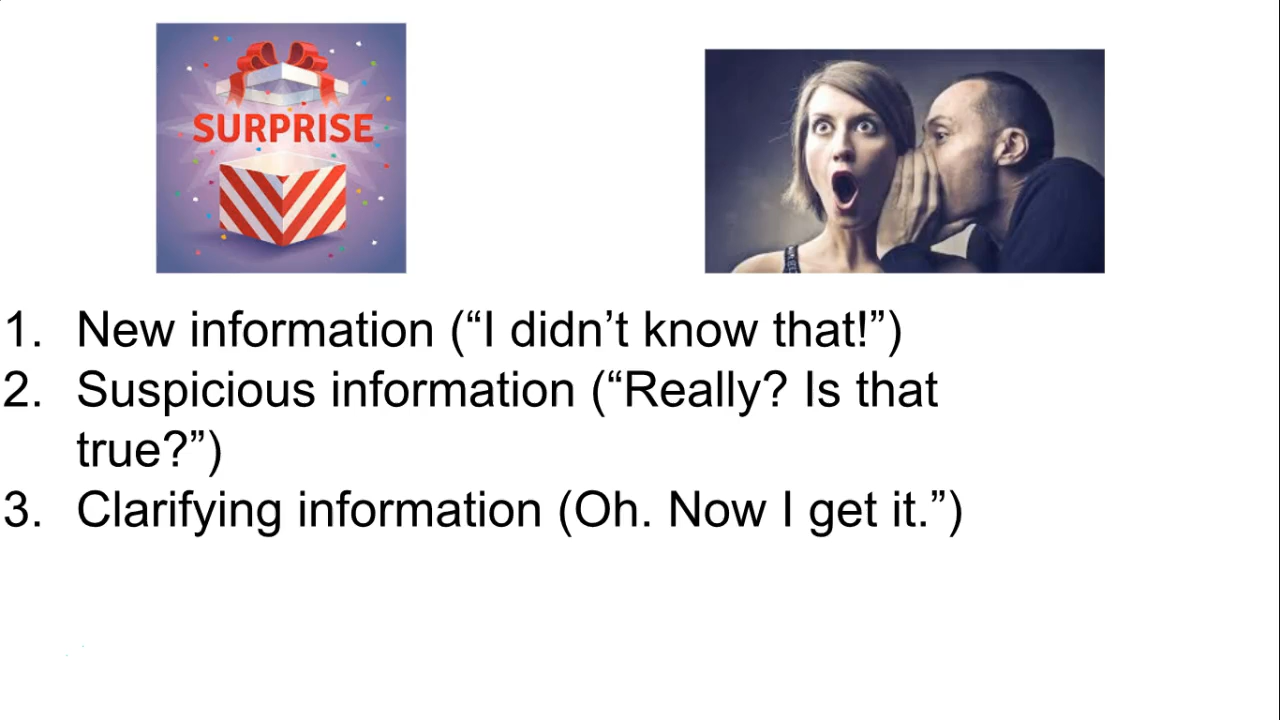 SURPRISE
1. New information (“I didn’t know that!”)
2. Suspicious information (“Really? Is that
true?”)
3. Clarifying information (Oh. Now I get it.”)